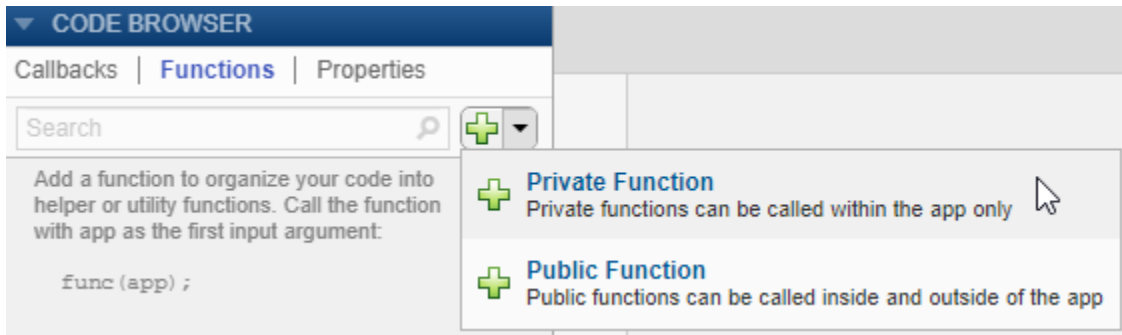 CODE BROWSER
Callbacks | Functions | Properties
Search
Add a function to organize your code into
helper or utility functions. Call the function
with app as the first input argument:
func(app);
Private Function
Private functions can be called within the app only
Public Function
Public functions can be called inside and outside of the app